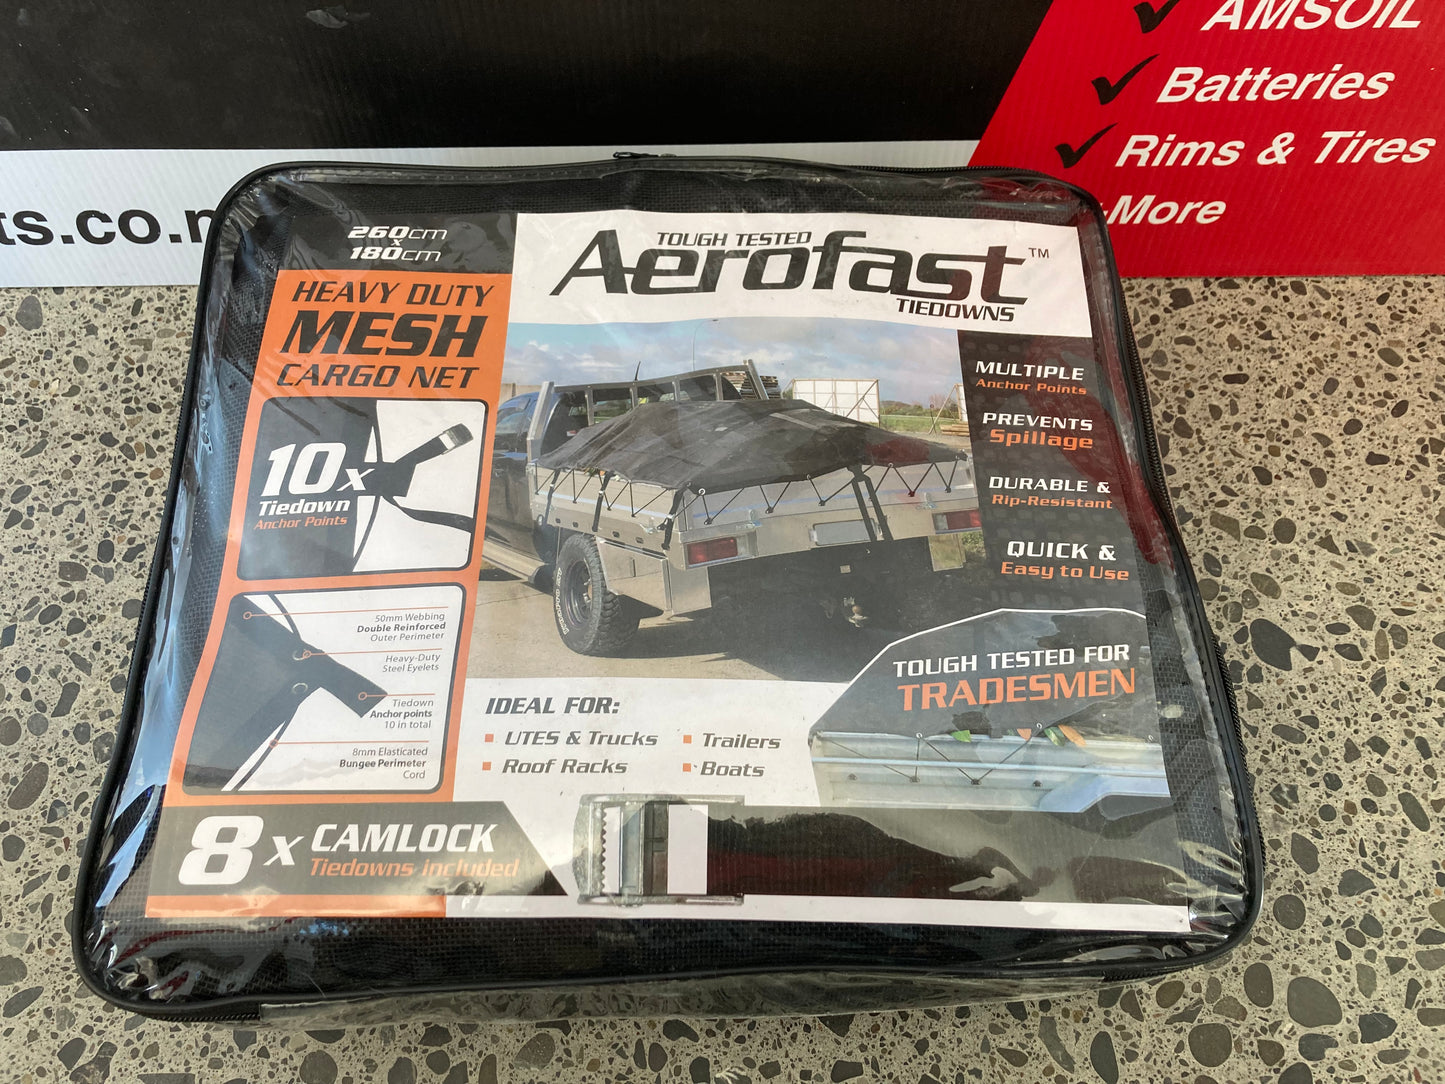 AMSOIL
Batteries
Rims & Tires
More
ts.co.n
260cm
x
180cm
HEAVY DUTY
MESH
CARGO NET
TOUGH TESTED
Aerofast™
TIEDOWNS
10x
Tiedown
Anchor Points
50mm Webbing
Double Reinforced
Outer Perimeter
Heavy-Duty
Steel Eyelets
Tiedown
Anchor points
10 in total
8mm Elasticated
Bungee Perimeter
Cord
MULTIPLE
Anchor Points
PREVENTS
Spillage
DURABLE &
Rip-Resistant
QUICK &
Easy to Use
TOUGH TESTED FOR
TRADESMEN
IDEAL FOR:
UTES & Trucks
Roof Racks
Trailers
Boats
8x CAMLOCK
Tiedowns included